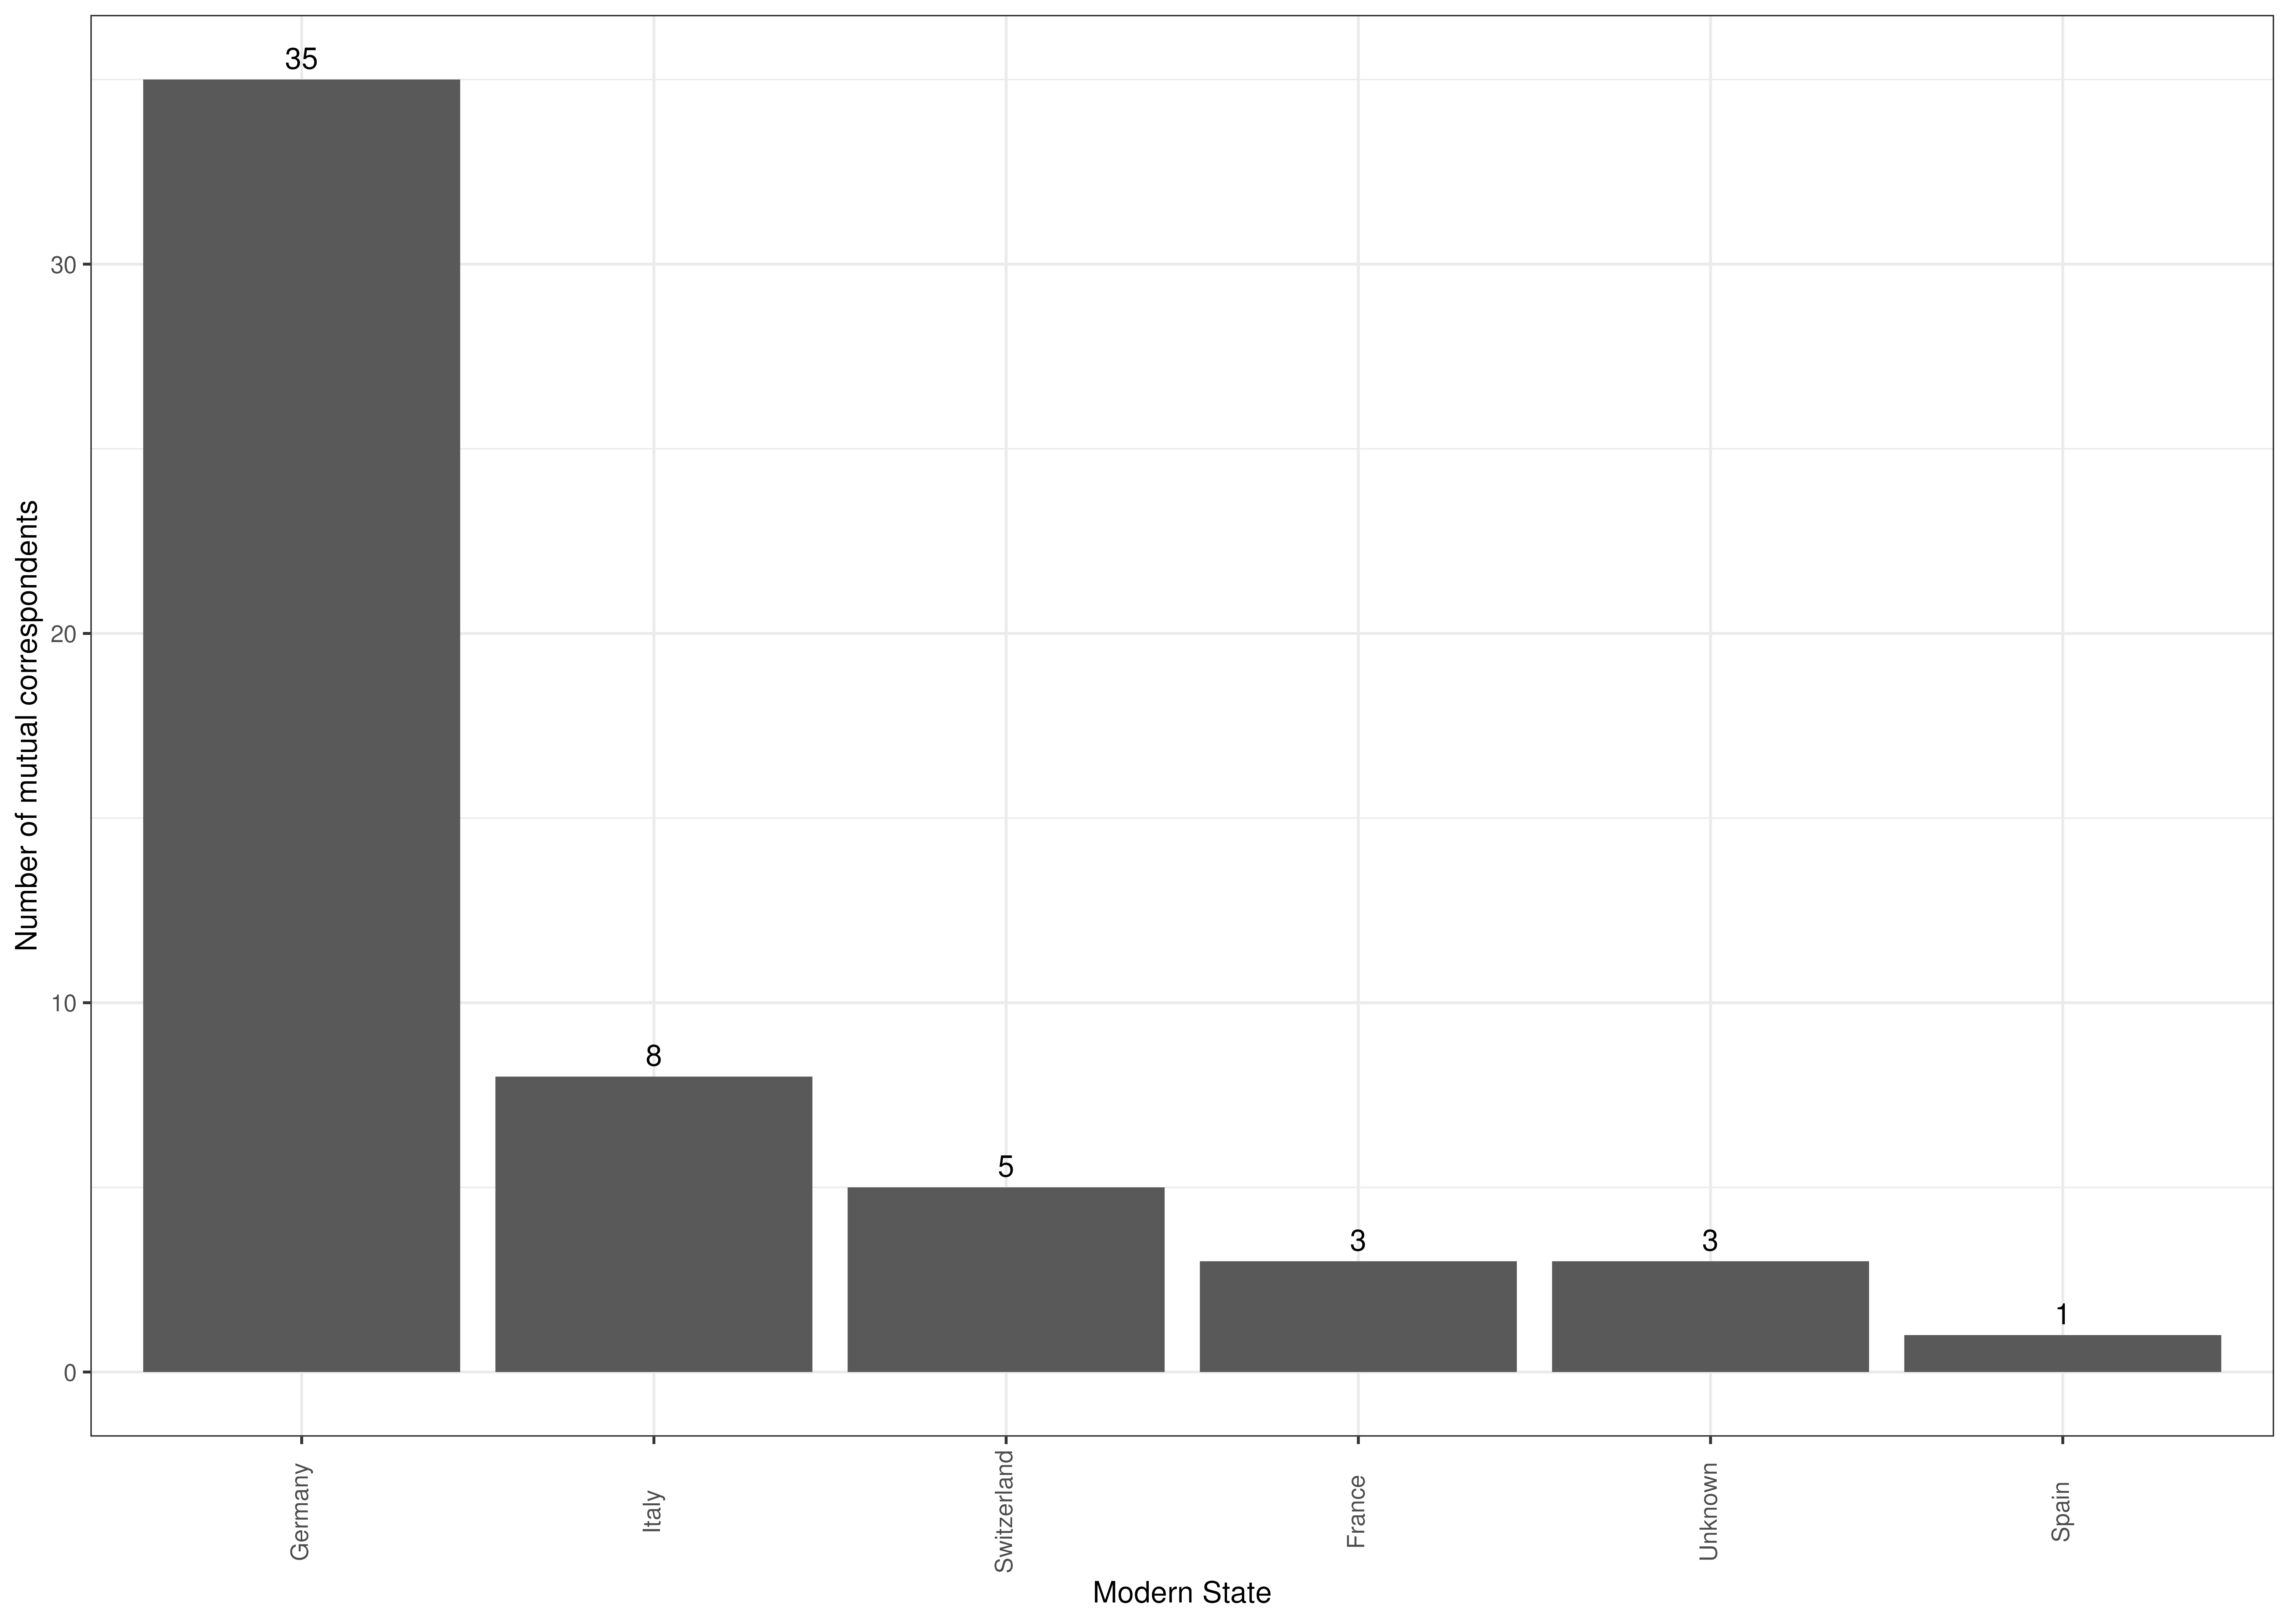 Number of mutual correspondents
30
20
10
0
35
8
5
3
3
1
Germany
Italy
Switzerland
France
Unknown
Spain
Modern State